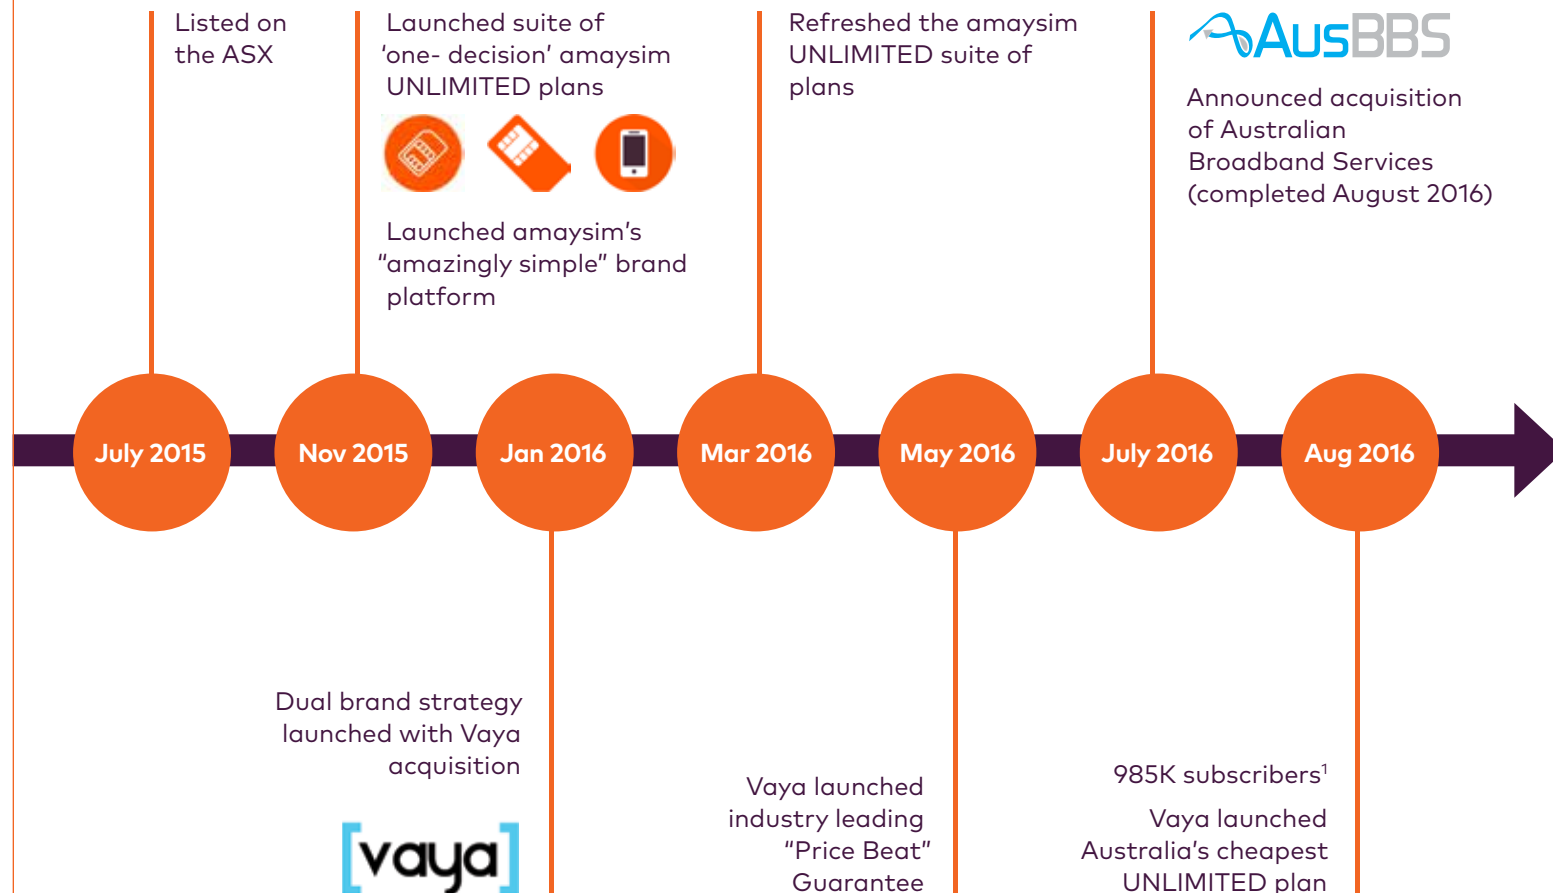 Listed on
the ASX
Launched suite of
‘one- decision’ amaysim
UNLIMITED plans
Launched amaysim’s
“amazingly simple” brand
platform
Refreshed the amaysim
UNLIMITED suite of
plans
AusBBS
Announced acquisition
of Australian
Broadband Services
(completed August 2016)
July 2015
Nov 2015
Jan 2016
Mar 2016
May 2016
July 2016
Aug 2016
Dual brand strategy
launched with Vaya
acquisition
[vaya]
Vaya launched
industry leading
“Price Beat”
Guarantee
985K subscribers¹
Vaya launched
Australia’s cheapest
UNLIMITED plan